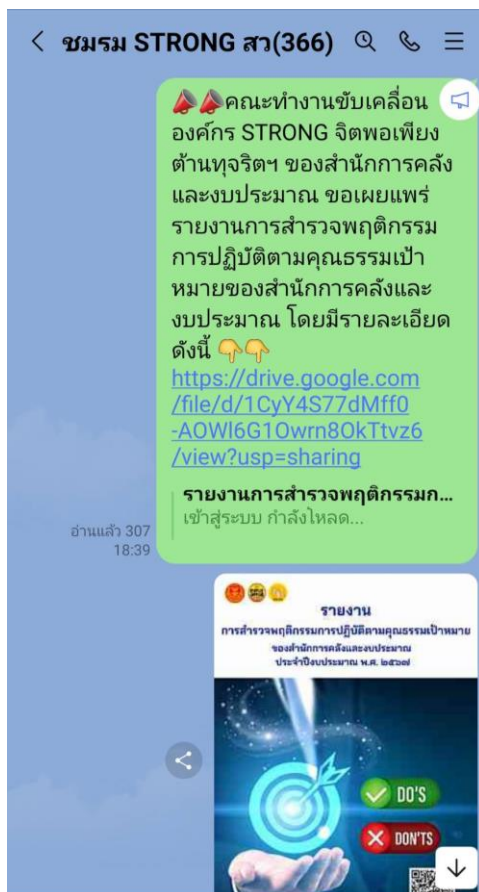 ชมรม STRONG สว(366)
📣📣คณะทำงานขับเคลื่อน
องค์กร STRONG จิตพอเพียง
ต้านทุจริตฯ ของสำนักการคลัง
และงบประมาณ ขอเผยแพร่
รายงานการสำรวจพฤติกรรม
การปฏิบัติตามคุณธรรมเป้า
หมายของสำนักการคลังและ
งบประมาณ โดยมีรายละเอียด
ดังนี้ 👇👇
https://drive.google.com
/file/d/1CyY4S77dMff0
-AOWl6G1Owrn8OkTtvz6
/view?usp=sharing
รายงานการสำรวจพฤติกรรมก...
เข้าสู่ระบบ กำลังโหลด...
อ่านแล้ว 307
18:39
รายงาน
การสำรวจพฤติกรรมการปฏิบัติตามคุณธรรมเป้าหมาย
ของสำนักการคลังและงบประมาณ
ประจำปีงบประมาณ พ.ศ. ๒๕๖๗
DO'S
DON'TS